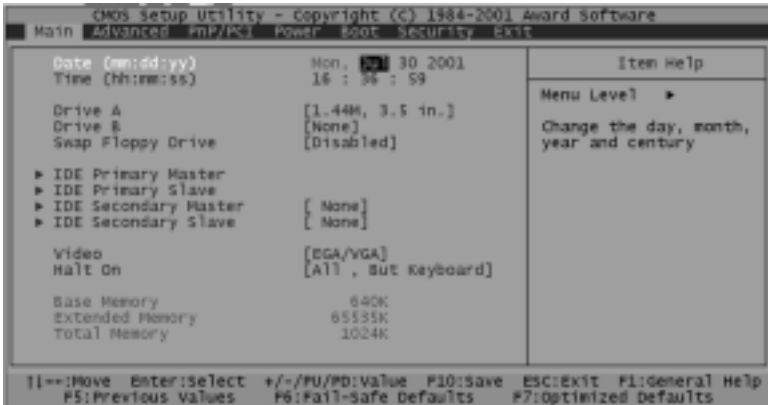 CMOS Setup Utility - Copyright (C) 1984-2001 Award Software
Main Advanced PnP/PCI Power Boot Security Exit
Date (mm:dd:yy) Mon, Jul 30 2001
Time (hh:mm:ss) 16 : 36 : 59
Drive A [1.44M, 3.5 in.]
Drive B [None]
Swap Floppy Drive [Disabled]
▶ IDE Primary Master
▶ IDE Primary Slave
▶ IDE Secondary Master [ None]
▶ IDE Secondary Slave [ None]
Video [EGA/VGA]
Halt On [All , But Keyboard]
Base Memory 640K
Extended Memory 65535K
Total Memory 1024K
Item Help
Menu Level ▶
Change the day, month,
year and century
:Move Enter:Select +/-/PU/PD:Value F10:Save ESC:Exit F1:General Help
F5:Previous Values F6:Fail-Safe Defaults F7:Optimized Defaults